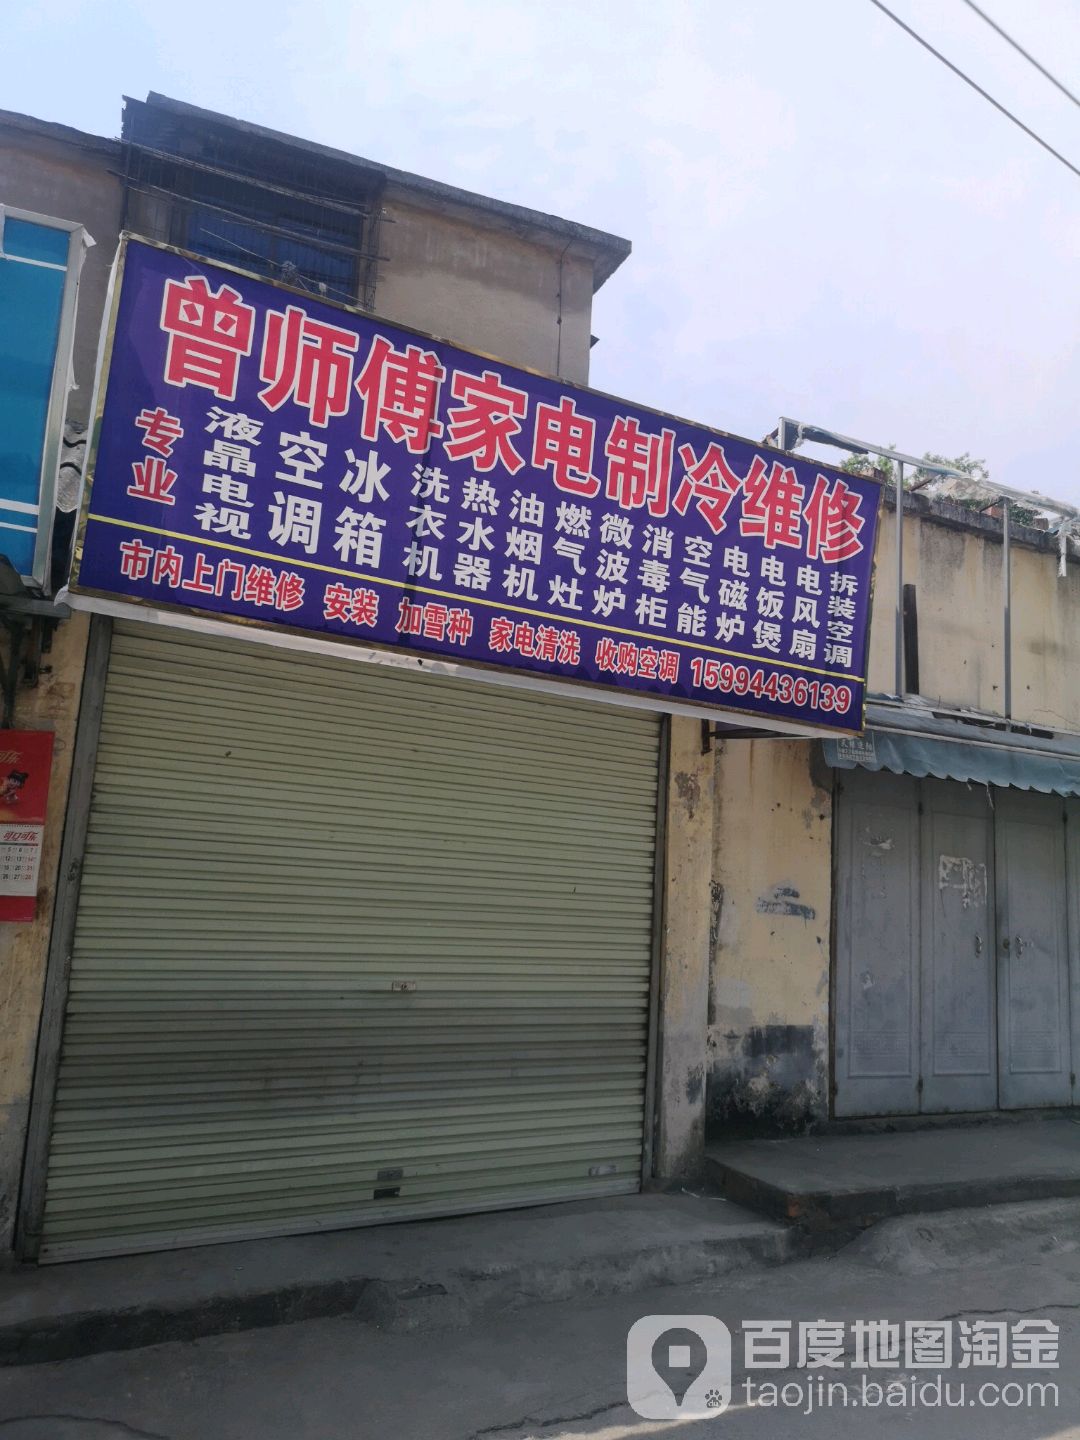 曾师傅家电制冷维修
专业 液晶电视 空调 冰箱 洗衣机 热水器 油烟机 燃气灶 微波炉 消毒柜 空气能 电磁炉 电饭煲 电风扇 拆装空调
市内上门维修 安装 加雪种 家电清洗 收购空调 15994436139
可口可乐
百度地图淘金
taojin.baidu.com